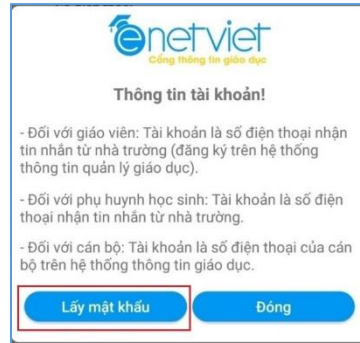 enetviet
Cổng thông tin giáo dục
Thông tin tài khoản!
- Đối với giáo viên: Tài khoản là số điện thoại nhận
tin nhắn từ nhà trường (đăng ký trên hệ thống
thông tin quản lý giáo dục).
- Đối với phụ huynh học sinh: Tài khoản là số điện
thoại nhận tin nhắn từ nhà trường.
- Đối với cán bộ: Tài khoản là số điện thoại của cán
bộ trên hệ thống thông tin giáo dục.
Lấy mật khẩu Đóng